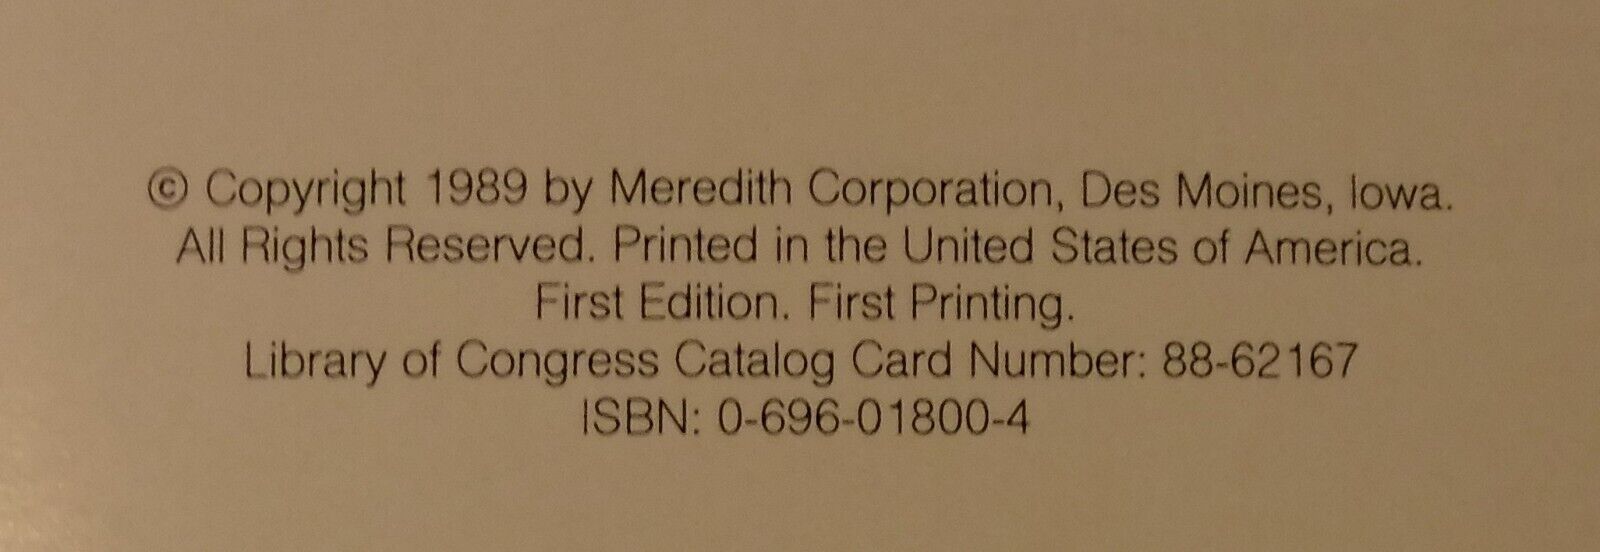 © Copyright 1989 by Meredith Corporation, Des Moines, Iowa.
All Rights Reserved. Printed in the United States of America.
First Edition. First Printing.
Library of Congress Catalog Card Number: 88-62167
ISBN: 0-696-01800-4